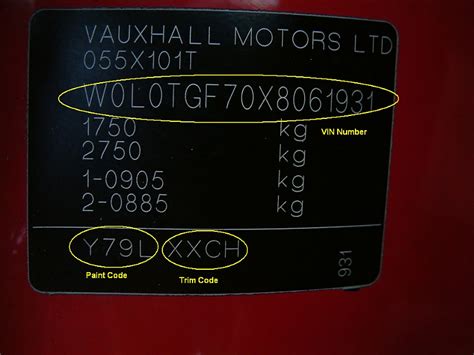 VAUXHALL MOTORS LTD
055X101T
W0L0TGF70X8061931
VIN Number
1750 kg
2750 kg
1-0905 kg
2-0885 kg
Y79L XXCH
Paint Code Trim Code
931